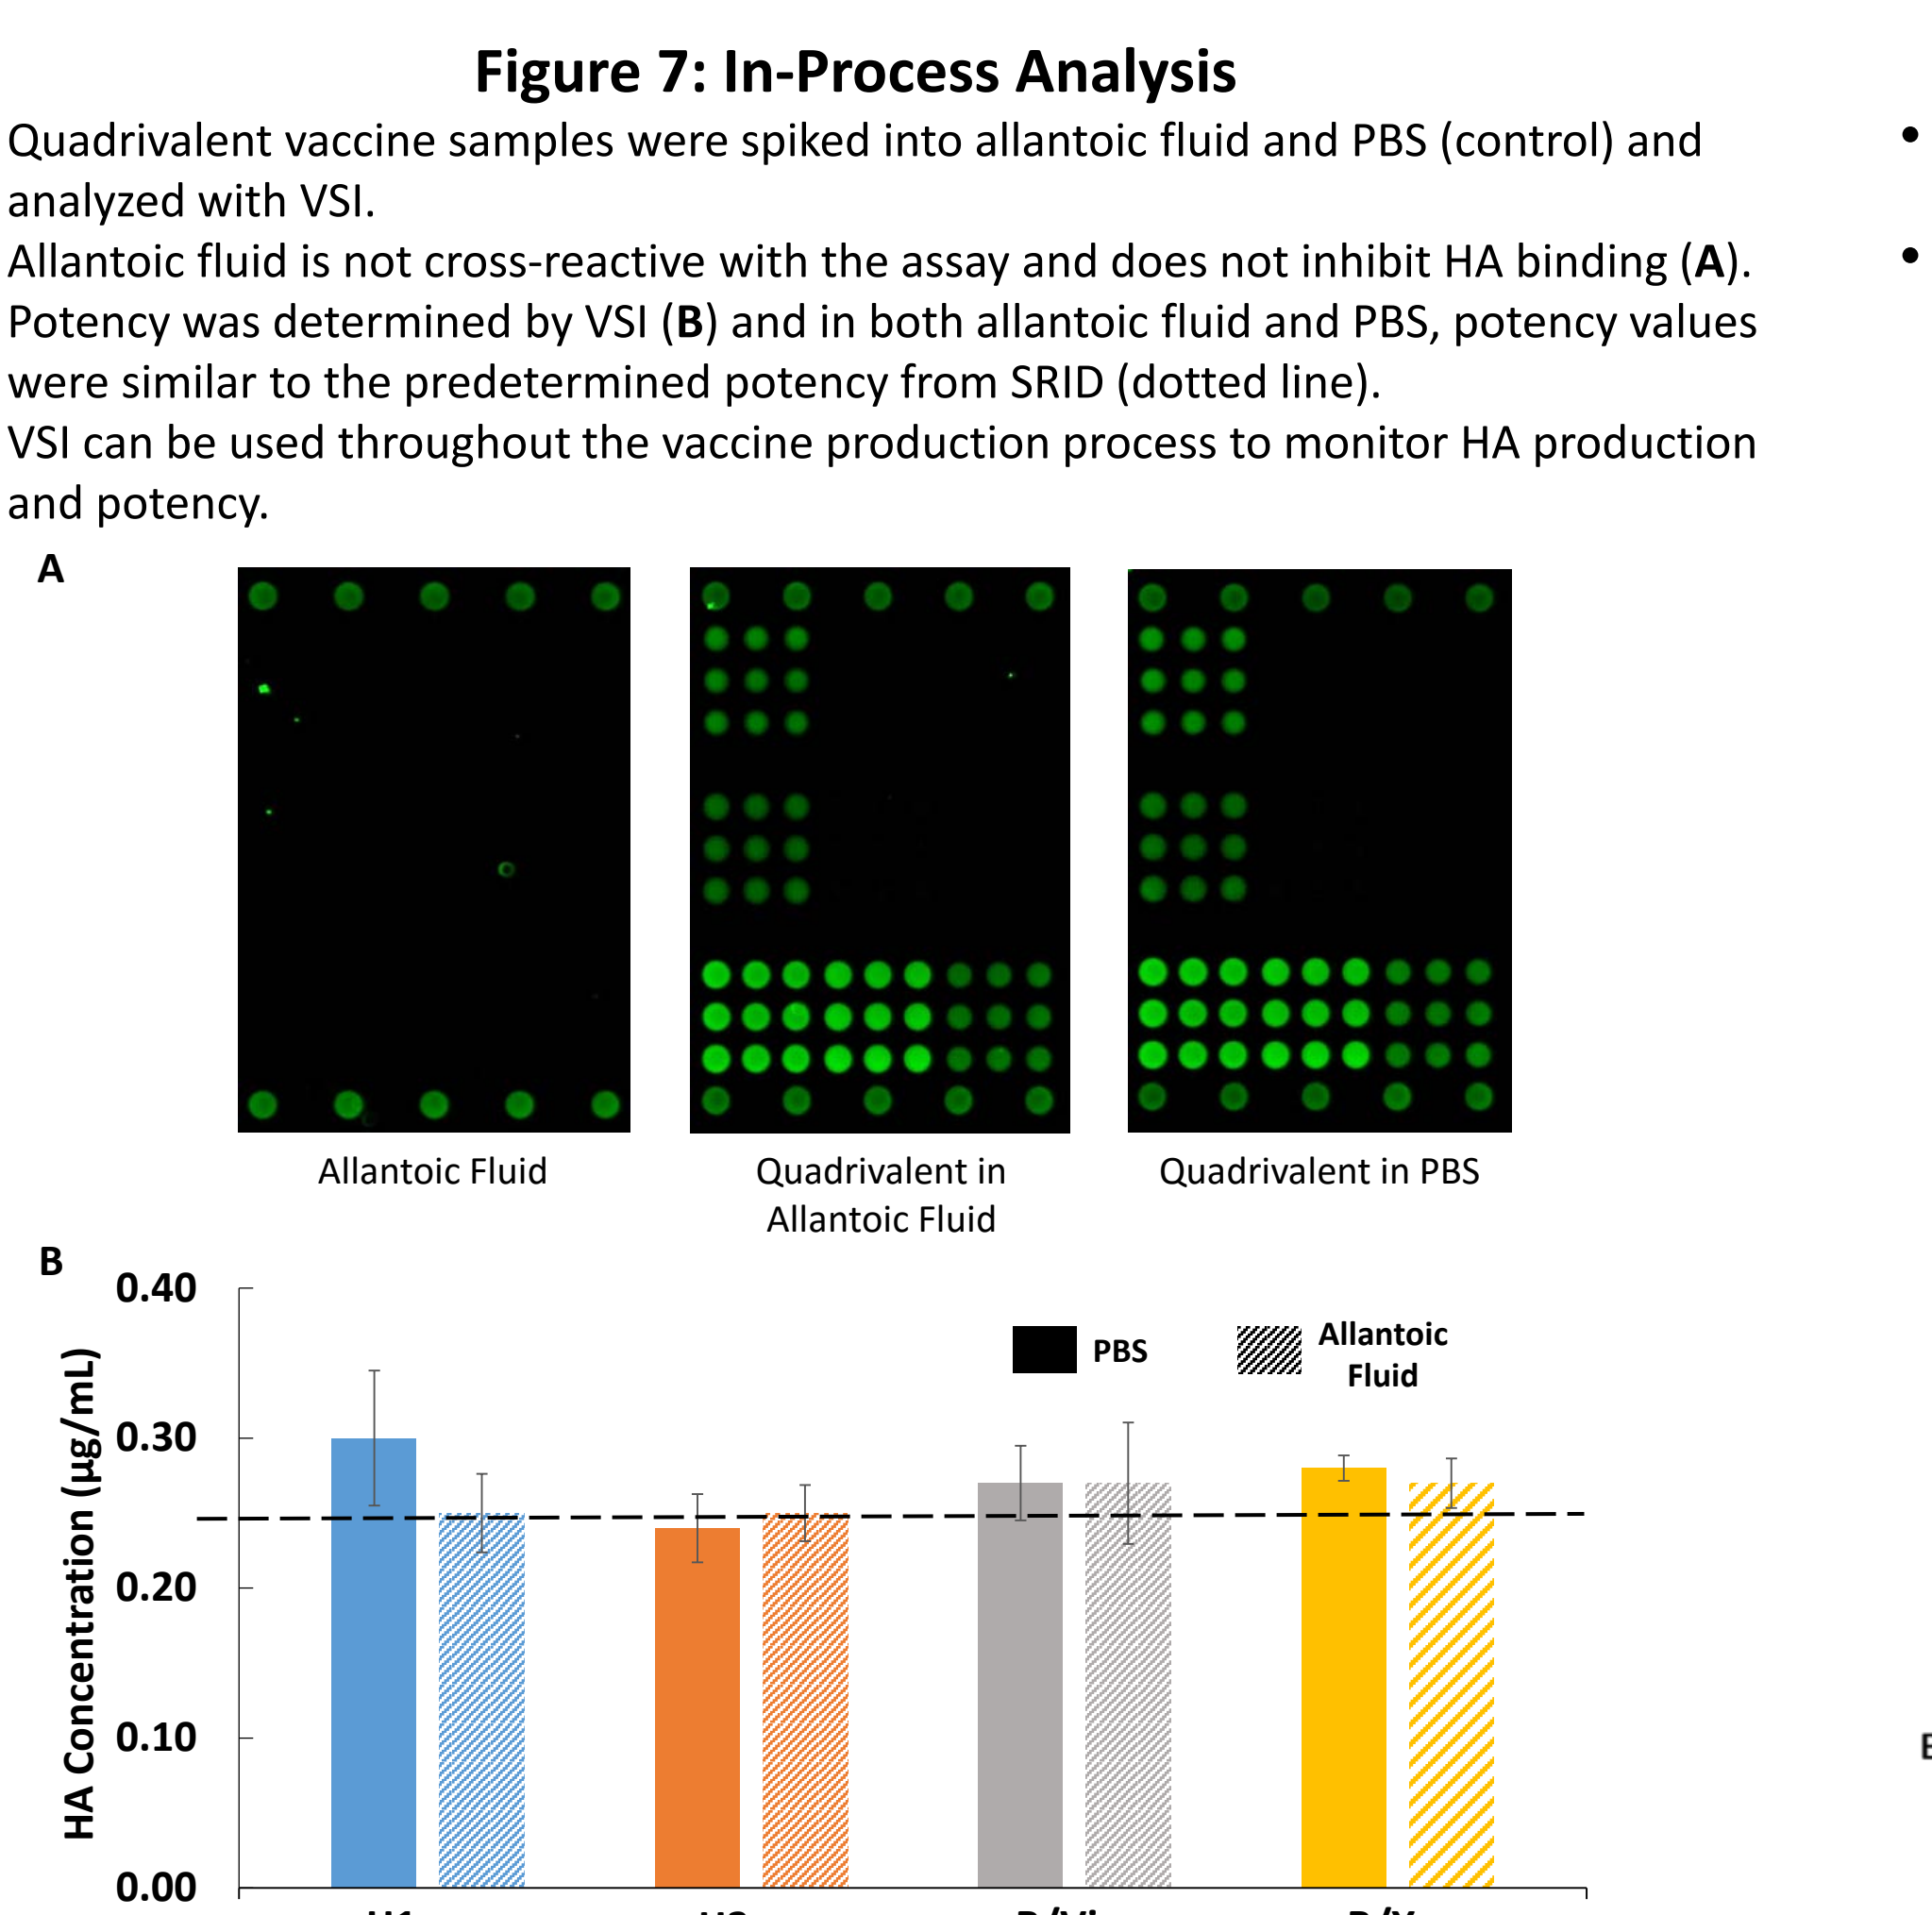 Figure 7: In-Process Analysis
Quadrivalent vaccine samples were spiked into allantoic fluid and PBS (control) and
analyzed with VSI.
Allantoic fluid is not cross-reactive with the assay and does not inhibit HA binding (A).
Potency was determined by VSI (B) and in both allantoic fluid and PBS, potency values
were similar to the predetermined potency from SRID (dotted line).
VSI can be used throughout the vaccine production process to monitor HA production
and potency.
•
•
A
Allantoic Fluid
Quadrivalent in
Allantoic Fluid
Quadrivalent in PBS
B
HA Concentration (µg/mL)
0.40
0.30
0.20
0.10
0.00
PBS
Allantoic
Fluid